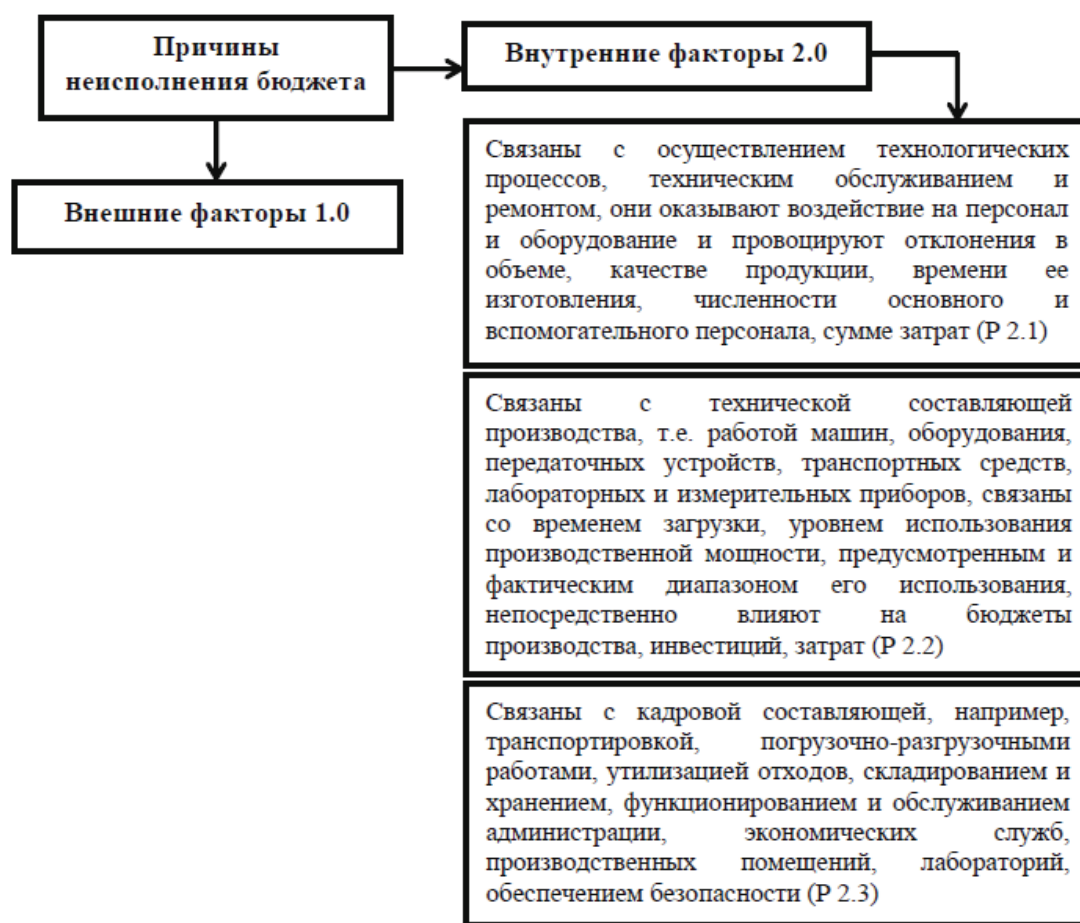 Причины
неисполнения бюджета
Внутренние факторы 2.0
Внешние факторы 1.0
Связаны с осуществлением технологических
процессов, техническим обслуживанием и
ремонтом, они оказывают воздействие на персонал
и оборудование и провоцируют отклонения в
объеме, качестве продукции, времени ее
изготовления, численности основного и
вспомогательного персонала, сумме затрат (Р 2.1)
Связаны с технической составляющей
производства, т.е. работой машин, оборудования,
передаточных устройств, транспортных средств,
лабораторных и измерительных приборов, связаны
со временем загрузки, уровнем использования
производственной мощности, предусмотренным и
фактическим диапазоном его использования,
непосредственно влияют на бюджеты
производства, инвестиций, затрат (Р 2.2)
Связаны с кадровой составляющей, например,
транспортировкой, погрузочно-разгрузочными
работами, утилизацией отходов, складированием и
хранением, функционированием и обслуживанием
администрации, экономических служб,
производственных помещений, лабораторий,
обеспечением безопасности (Р 2.3)